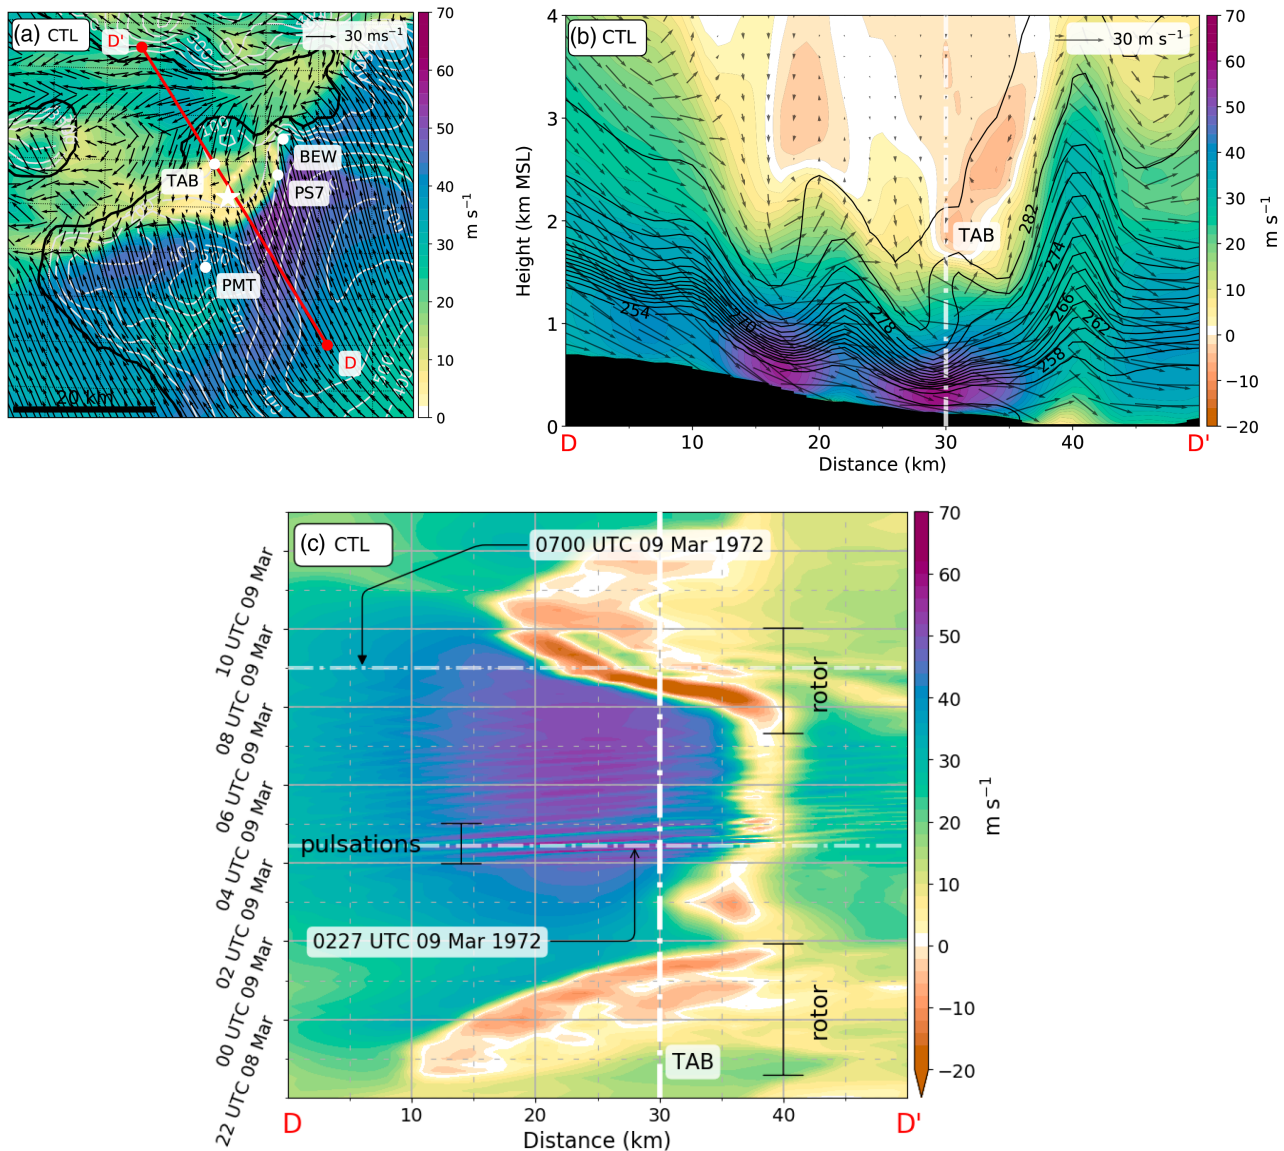 (a) CTL
D'
30 ms⁻¹
BEW
TAB
PS7
PMT
D
20 km
70
60
50
40
30
20
10
0
m s⁻¹
(b) CTL
30 m s⁻¹
4
3
2
1
0
Height (km MSL)
TAB
282
274
254
270
278
266
262
258
D
10
20
30
40
D'
Distance (km)
70
60
50
40
30
20
10
0
−10
−20
m s⁻¹
(c) CTL
0700 UTC 09 Mar 1972
10 UTC 09 Mar
08 UTC 09 Mar
06 UTC 09 Mar
04 UTC 09 Mar
02 UTC 09 Mar
00 UTC 09 Mar
22 UTC 08 Mar
rotor
pulsations
0227 UTC 09 Mar 1972
rotor
TAB
D
10
20
30
40
D'
Distance (km)
70
60
50
40
30
20
10
0
−10
−20
m s⁻¹